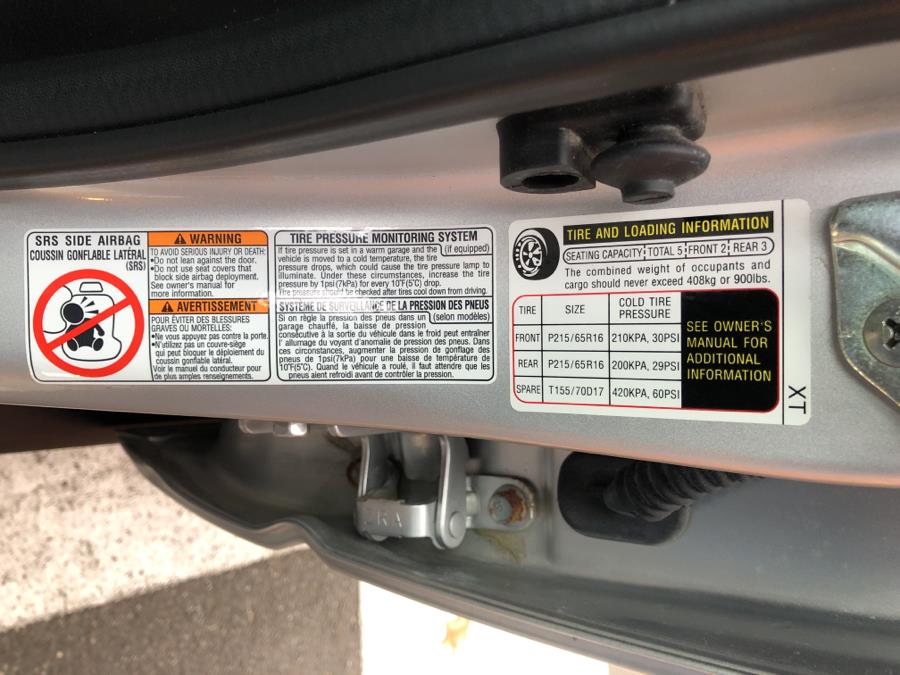 SRS SIDE AIRBAG
COUSSIN GONFLABLE LATÉRAL
(SRS)
WARNING
TO AVOID SERIOUS INJURY OR DEATH:
•Do not lean against the door.
•Do not use seat covers that
block side airbag deployment.
See owner's manual for
more information.
AVERTISSEMENT
POUR ÉVITER DES BLESSURES
GRAVES OU MORTELLES:
•Ne vous appuyez pas contre la porte.
•N'utilizez pas un couvre-siège
qui peut bloquer le déploiement du
coussin gonflable latéral.
Voir le manuel du conducteur pour
de plus amples renseignements.
TIRE PRESSURE MONITORING SYSTEM
If tire pressure is set in a warm garage and the (if equipped)
vehicle is moved to a cold temperature, the tire
pressure drops, which could cause the tire pressure lamp to
illuminate. Under these circumstances, increase the tire
pressure by 1psi(7kPa) for every 10°F(5°C) drop.
Tire pressure should be checked after tires cool down from driving.
SYSTÈME DE SURVEILLANCE DE LA PRESSION DES PNEUS
Si on règle la pression des pneus dans un (selon modèles)
garage chauffé, la baisse de pression
consécutive à la sortie du véhicule dans le froid peut entraîner
l'allumage du voyant d'anomalie de pression des pneus. Dans
ces circonstances, augmenter la pression de gonflage des
pneus de 1psi(7kPa) pour une baisse de température de
10°F(5°C). Quand le véhicule a roulé, il faut attendre que les
pneus aient refroidi avant de contrôler la pression.
TIRE AND LOADING INFORMATION
SEATING CAPACITY TOTAL 5 FRONT 2 REAR 3
The combined weight of occupants and
cargo should never exceed 408kg or 900lbs.
TIRE SIZE COLD TIRE PRESSURE
FRONT P215/65R16 210KPA, 30PSI
REAR P215/65R16 200KPA, 29PSI
SPARE T155/70D17 420KPA, 60PSI
SEE OWNER'S
MANUAL FOR
ADDITIONAL
INFORMATION
XT